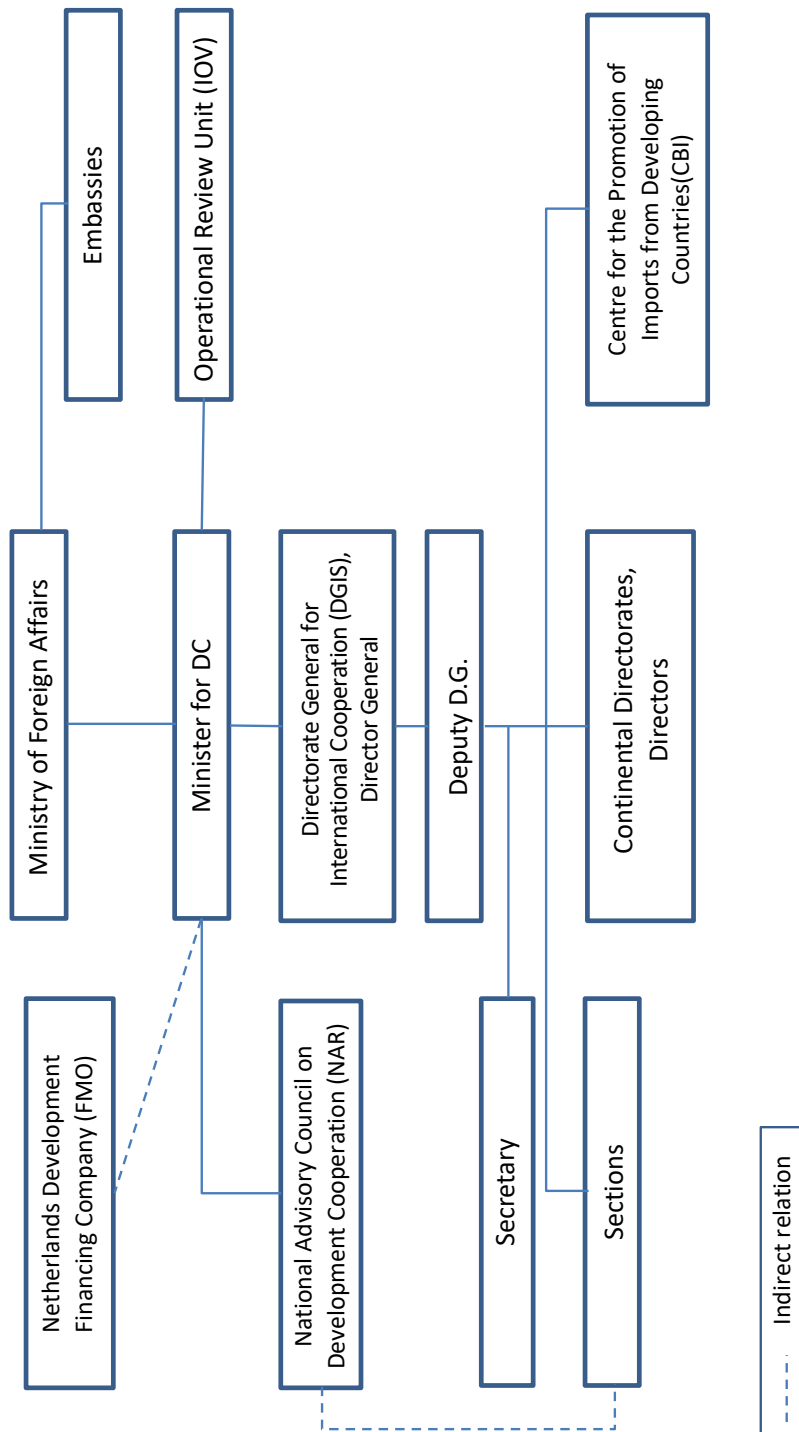 Ministry of Foreign Affairs
Embassies
Netherlands Development
Financing Company (FMO)
Minister for DC
Operational Review Unit (IOV)
National Advisory Council on
Development Cooperation (NAR)
Directorate General for
International Cooperation (DGIS),
Director General
Deputy D.G.
Secretary
Sections
Continental Directorates,
Directors
Centre for the Promotion of
Imports from Developing
Countries(CBI)
Indirect relation